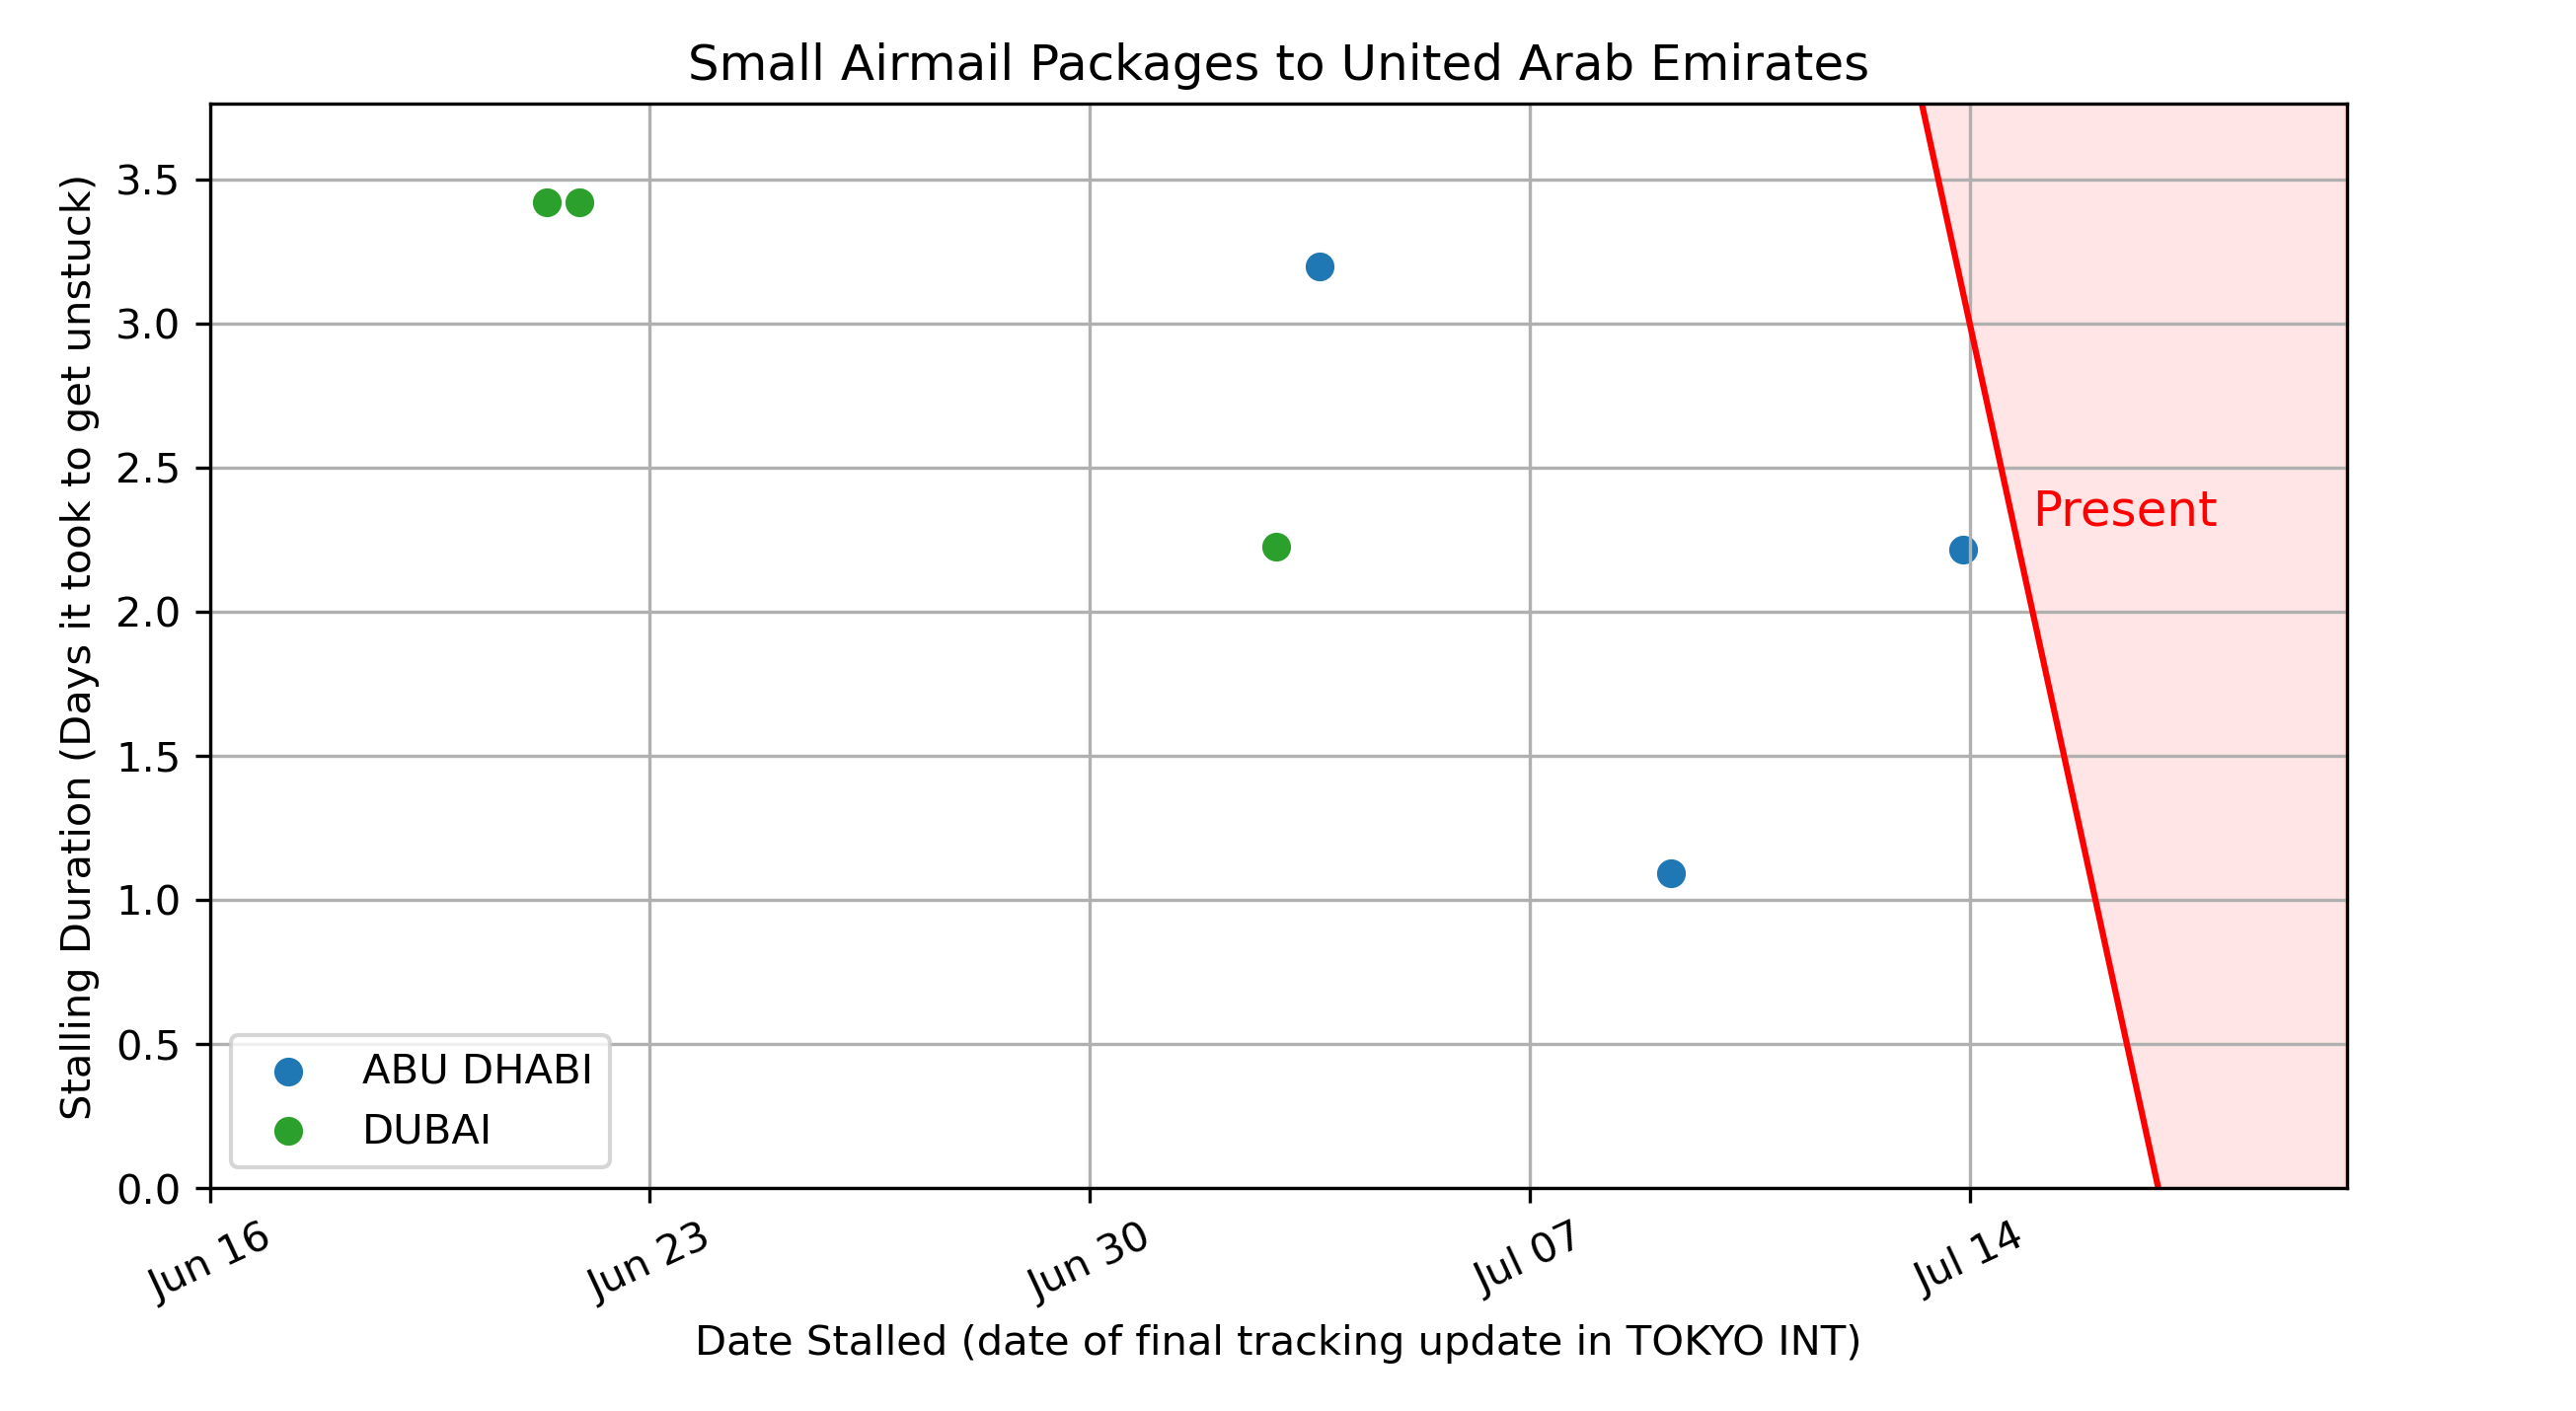 Small Airmail Packages to United Arab Emirates
Stalling Duration (Days it took to get unstuck)
3.5
3.0
2.5
2.0
1.5
1.0
0.5
0.0
Present
ABU DHABI
DUBAI
Jun 16
Jun 23
Jun 30
Jul 07
Jul 14
Date Stalled (date of final tracking update in TOKYO INT)